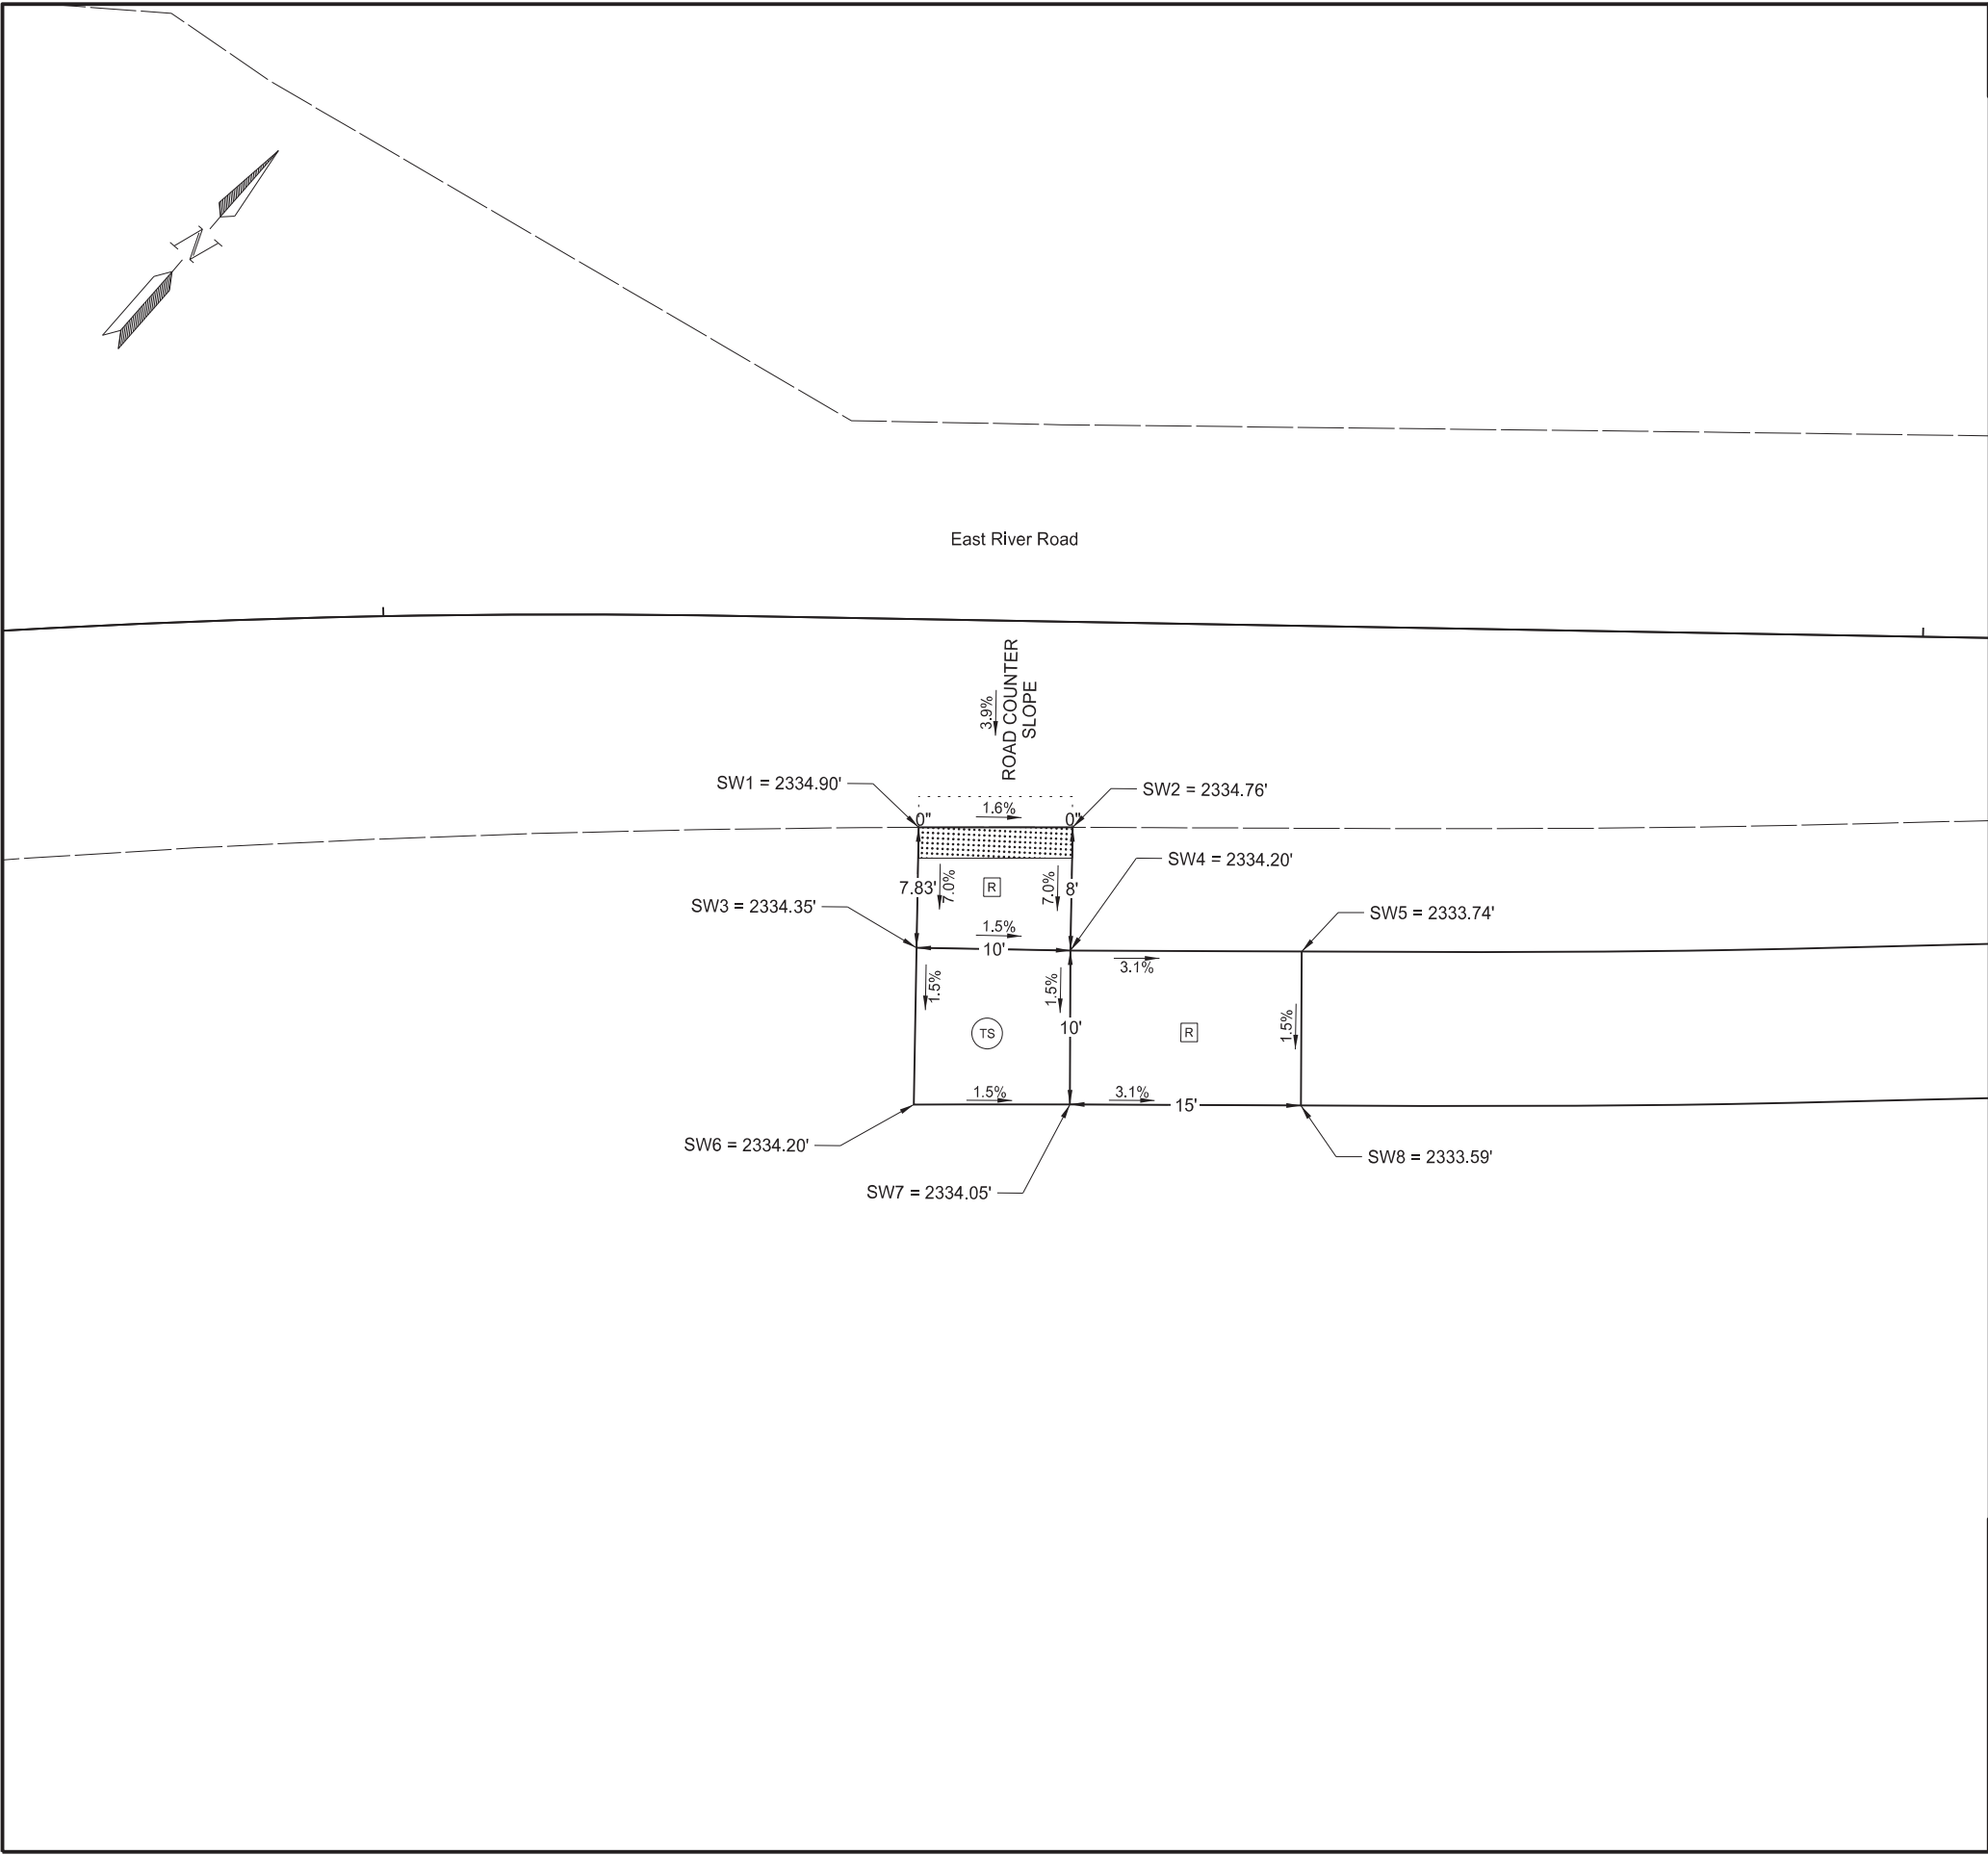 N
East River Road
3.9%
ROAD COUNTER
SLOPE
SW1 = 2334.90'
SW2 = 2334.76'
1.6%
0"
0"
SW4 = 2334.20'
7.83'
7.0%
R
7.0%
8'
SW3 = 2334.35'
SW5 = 2333.74'
1.5%
10'
3.1%
1.5%
1.5%
10'
TS
R
1.5%
1.5%
3.1%
15'
SW6 = 2334.20'
SW8 = 2333.59'
SW7 = 2334.05'